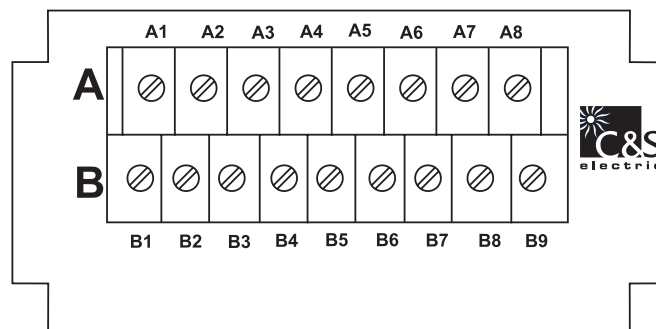 A1 A2 A3 A4 A5 A6 A7 A8
A
B
B1 B2 B3 B4 B5 B6 B7 B8 B9
C&S
electric